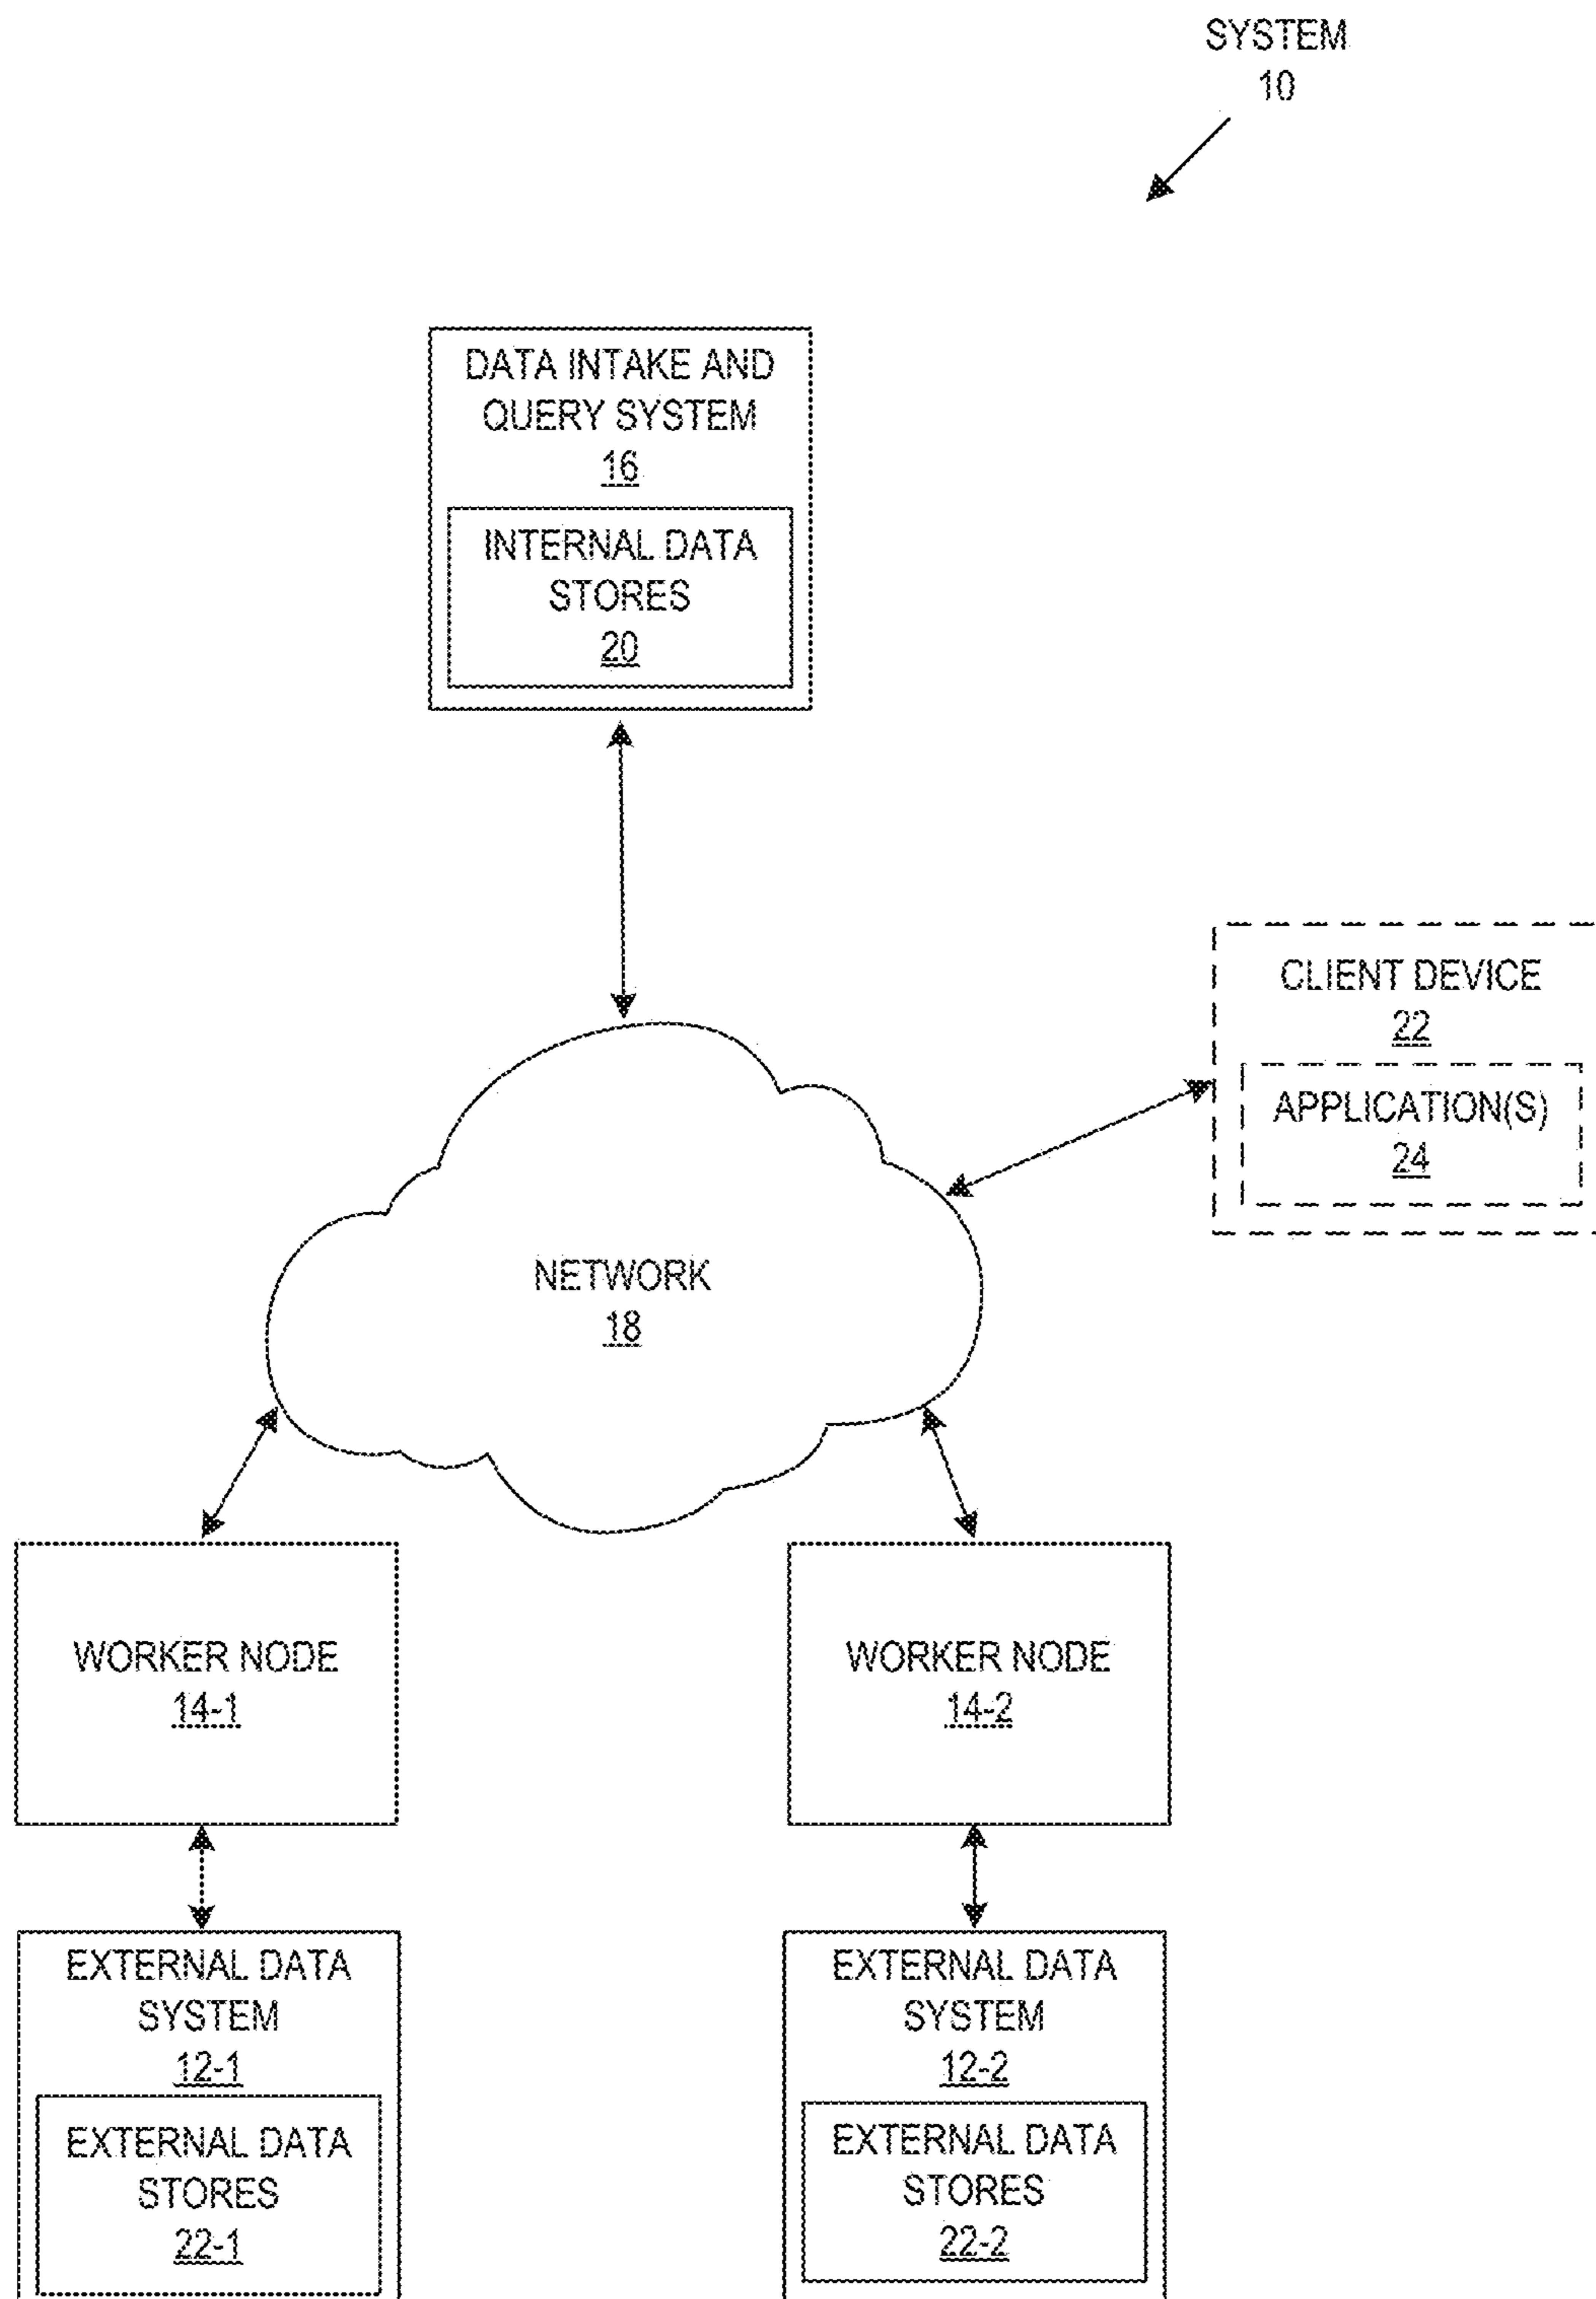 SYSTEM
10
DATA INTAKE AND
QUERY SYSTEM
16
INTERNAL DATA
STORES
20
CLIENT DEVICE
22
APPLICATION(S)
24
NETWORK
18
WORKER NODE
14-1
WORKER NODE
14-2
EXTERNAL DATA
SYSTEM
12-1
EXTERNAL DATA
STORES
22-1
EXTERNAL DATA
SYSTEM
12-2
EXTERNAL DATA
STORES
22-2